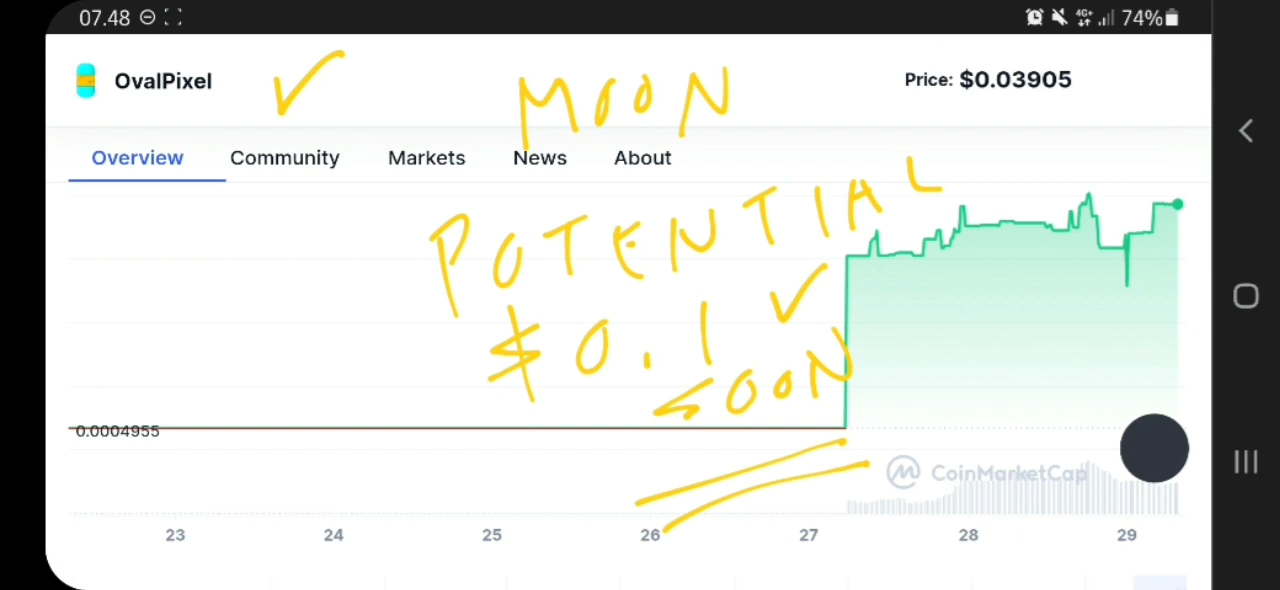 07.48 4G+ 74%
OvalPixel
Price: $0.03905
MOON
Overview Community Markets News About
POTENTIAL
$0.1
SOON
0.0004955
CoinMarketCap
23 24 25 26 27 28 29